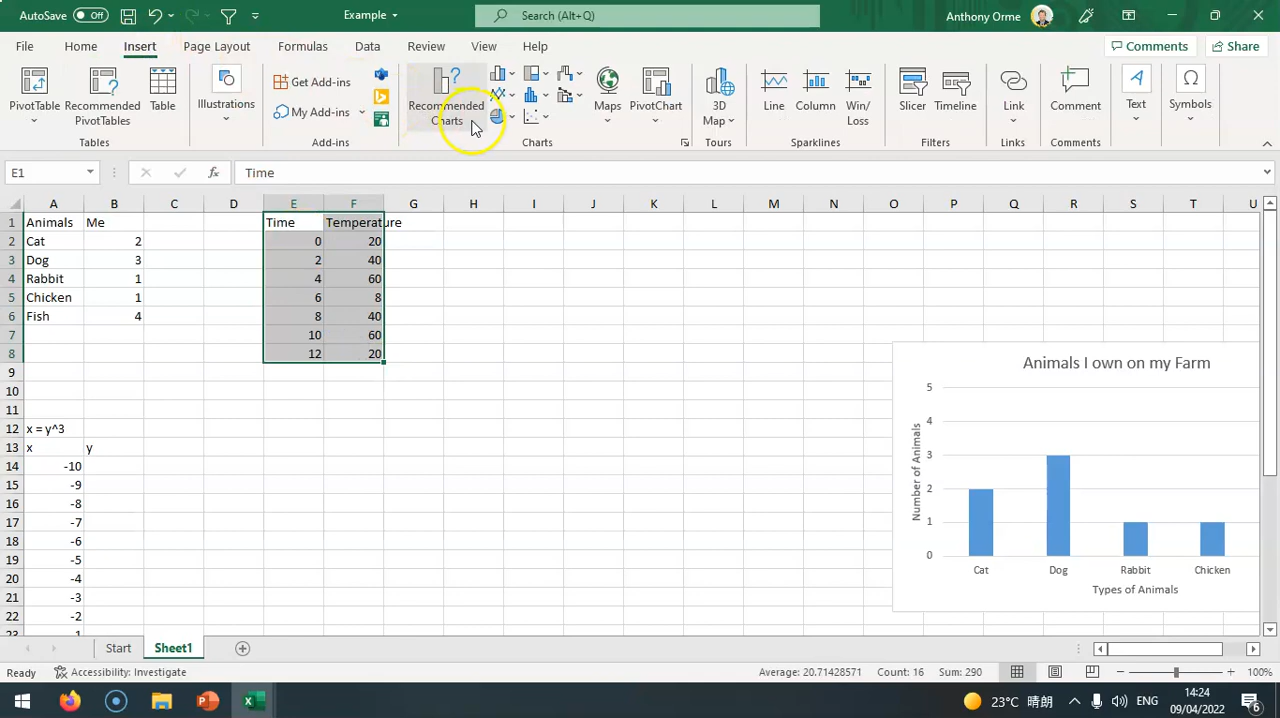 AutoSave Off Example Search (Alt+Q) Anthony Orme
File Home Insert Page Layout Formulas Data Review View Help Comments Share
PivotTable
Recommended PivotTables
Table
Illustrations
Get Add-ins
My Add-ins
Recommended Charts
Maps
PivotChart
3D Map
Line
Column
Win/Loss
Slicer
Timeline
Link
Comment
Text
Symbols
Tables Add-ins Charts Tours Sparklines Filters Links Comments
E1 fx Time
A B C D E F G H I J K L M N O P Q R S T U
1 Animals Me Time Temperature
2 Cat 2 0 20
3 Dog 3 2 40
4 Rabbit 1 4 60
5 Chicken 1 6 8
6 Fish 4 8 40
7 10 60
8 12 20
9
10
11
12 x = y^3
13 x y
14 -10
15 -9
16 -8
17 -7
18 -6
19 -5
20 -4
21 -3
22 -2
Animals I own on my Farm
Number of Animals
5
4
3
2
1
0
Cat Dog Rabbit Chicken
Types of Animals
Start Sheet1
Ready Accessibility: Investigate Average: 20.71428571 Count: 16 Sum: 290 100%
23°C 晴朗 ENG 14:24
09/04/2022 6